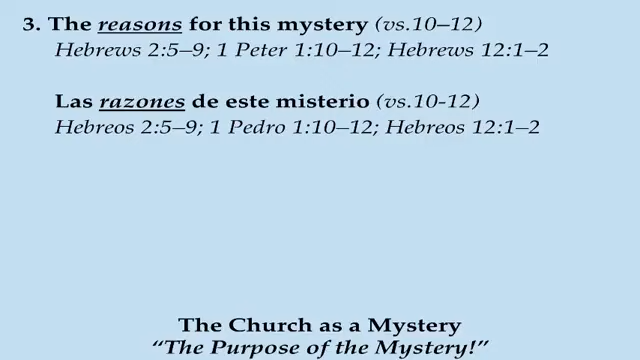 3. The reasons for this mystery (vs.10–12)
Hebrews 2:5–9; 1 Peter 1:10–12; Hebrews 12:1–2
Las razones de este misterio (vs.10-12)
Hebreos 2:5–9; 1 Pedro 1:10–12; Hebreos 12:1–2
The Church as a Mystery
“The Purpose of the Mystery!”